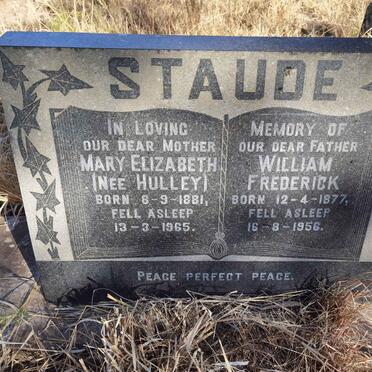 STAUDE
IN LOVING
OUR DEAR MOTHER
MARY ELIZABETH
(NEE HULLEY)
BORN 6-9-1881,
FELL ASLEEP
13-3-1965.
MEMORY OF
OUR DEAR FATHER
WILLIAM
FREDERICK
BORN 12-4-1877,
FELL ASLEEP
16-8-1956.
PEACE PERFECT PEACE.